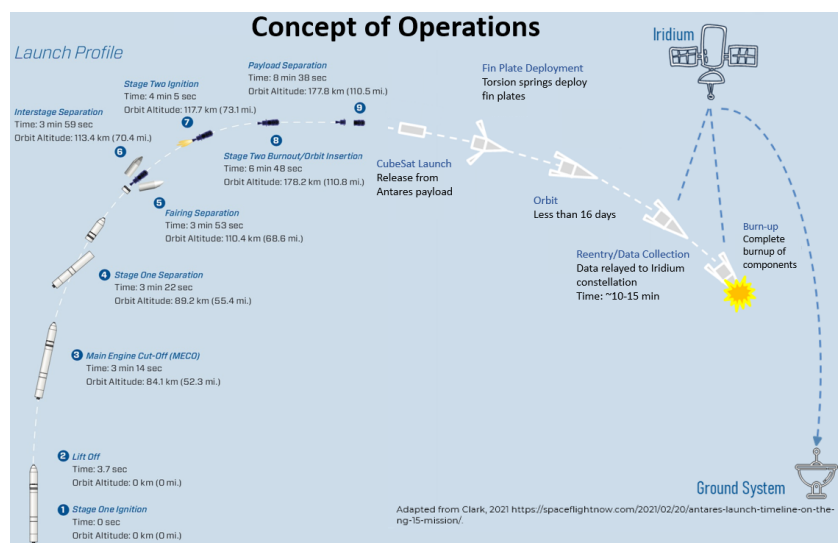 Concept of Operations
Launch Profile
Iridium
Payload Separation
Time: 8 min 38 sec
Orbit Altitude: 177.8 km (110.5 mi.)
Stage Two Ignition
Time: 4 min 5 sec
Orbit Altitude: 117.7 km (73.1 mi.)
Interstage Separation
Time: 3 min 59 sec
Orbit Altitude: 113.4 km (70.4 mi.)
Fin Plate Deployment
Torsion springs deploy
fin plates
9
7
8
6
Stage Two Burnout/Orbit Insertion
Time: 6 min 48 sec
Orbit Altitude: 178.2 km (110.8 mi.)
CubeSat Launch
Release from
Antares payload
5
Fairing Separation
Time: 3 min 53 sec
Orbit Altitude: 110.4 km (68.6 mi.)
Orbit
Less than 16 days
Reentry/Data Collection
Data relayed to Iridium
constellation
Time: ~10-15 min
Burn-up
Complete
burnup of
components
4 Stage One Separation
Time: 3 min 22 sec
Orbit Altitude: 89.2 km (55.4 mi.)
3 Main Engine Cut-Off (MECO)
Time: 3 min 14 sec
Orbit Altitude: 84.1 km (52.3 mi.)
2 Lift Off
Time: 3.7 sec
Orbit Altitude: 0 km (0 mi.)
1 Stage One Ignition
Time: 0 sec
Orbit Altitude: 0 km (0 mi.)
Ground System
Adapted from Clark, 2021 https://spaceflightnow.com/2021/02/20/antares-launch-timeline-on-the-
ng-15-mission/.